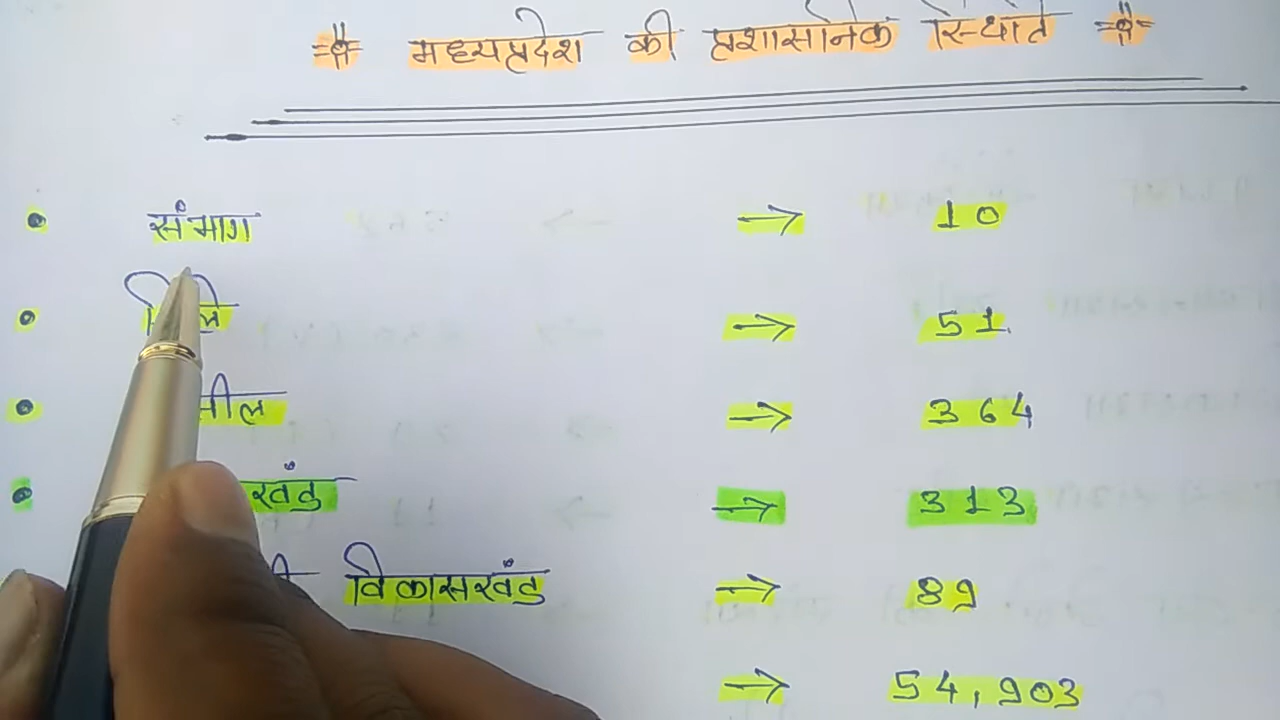 मध्यप्रदेश की प्रशासनिक स्थिति
संभाग → 10
→ 51
→ 364
→ 313
विकासखंड → 89
→ 54,903